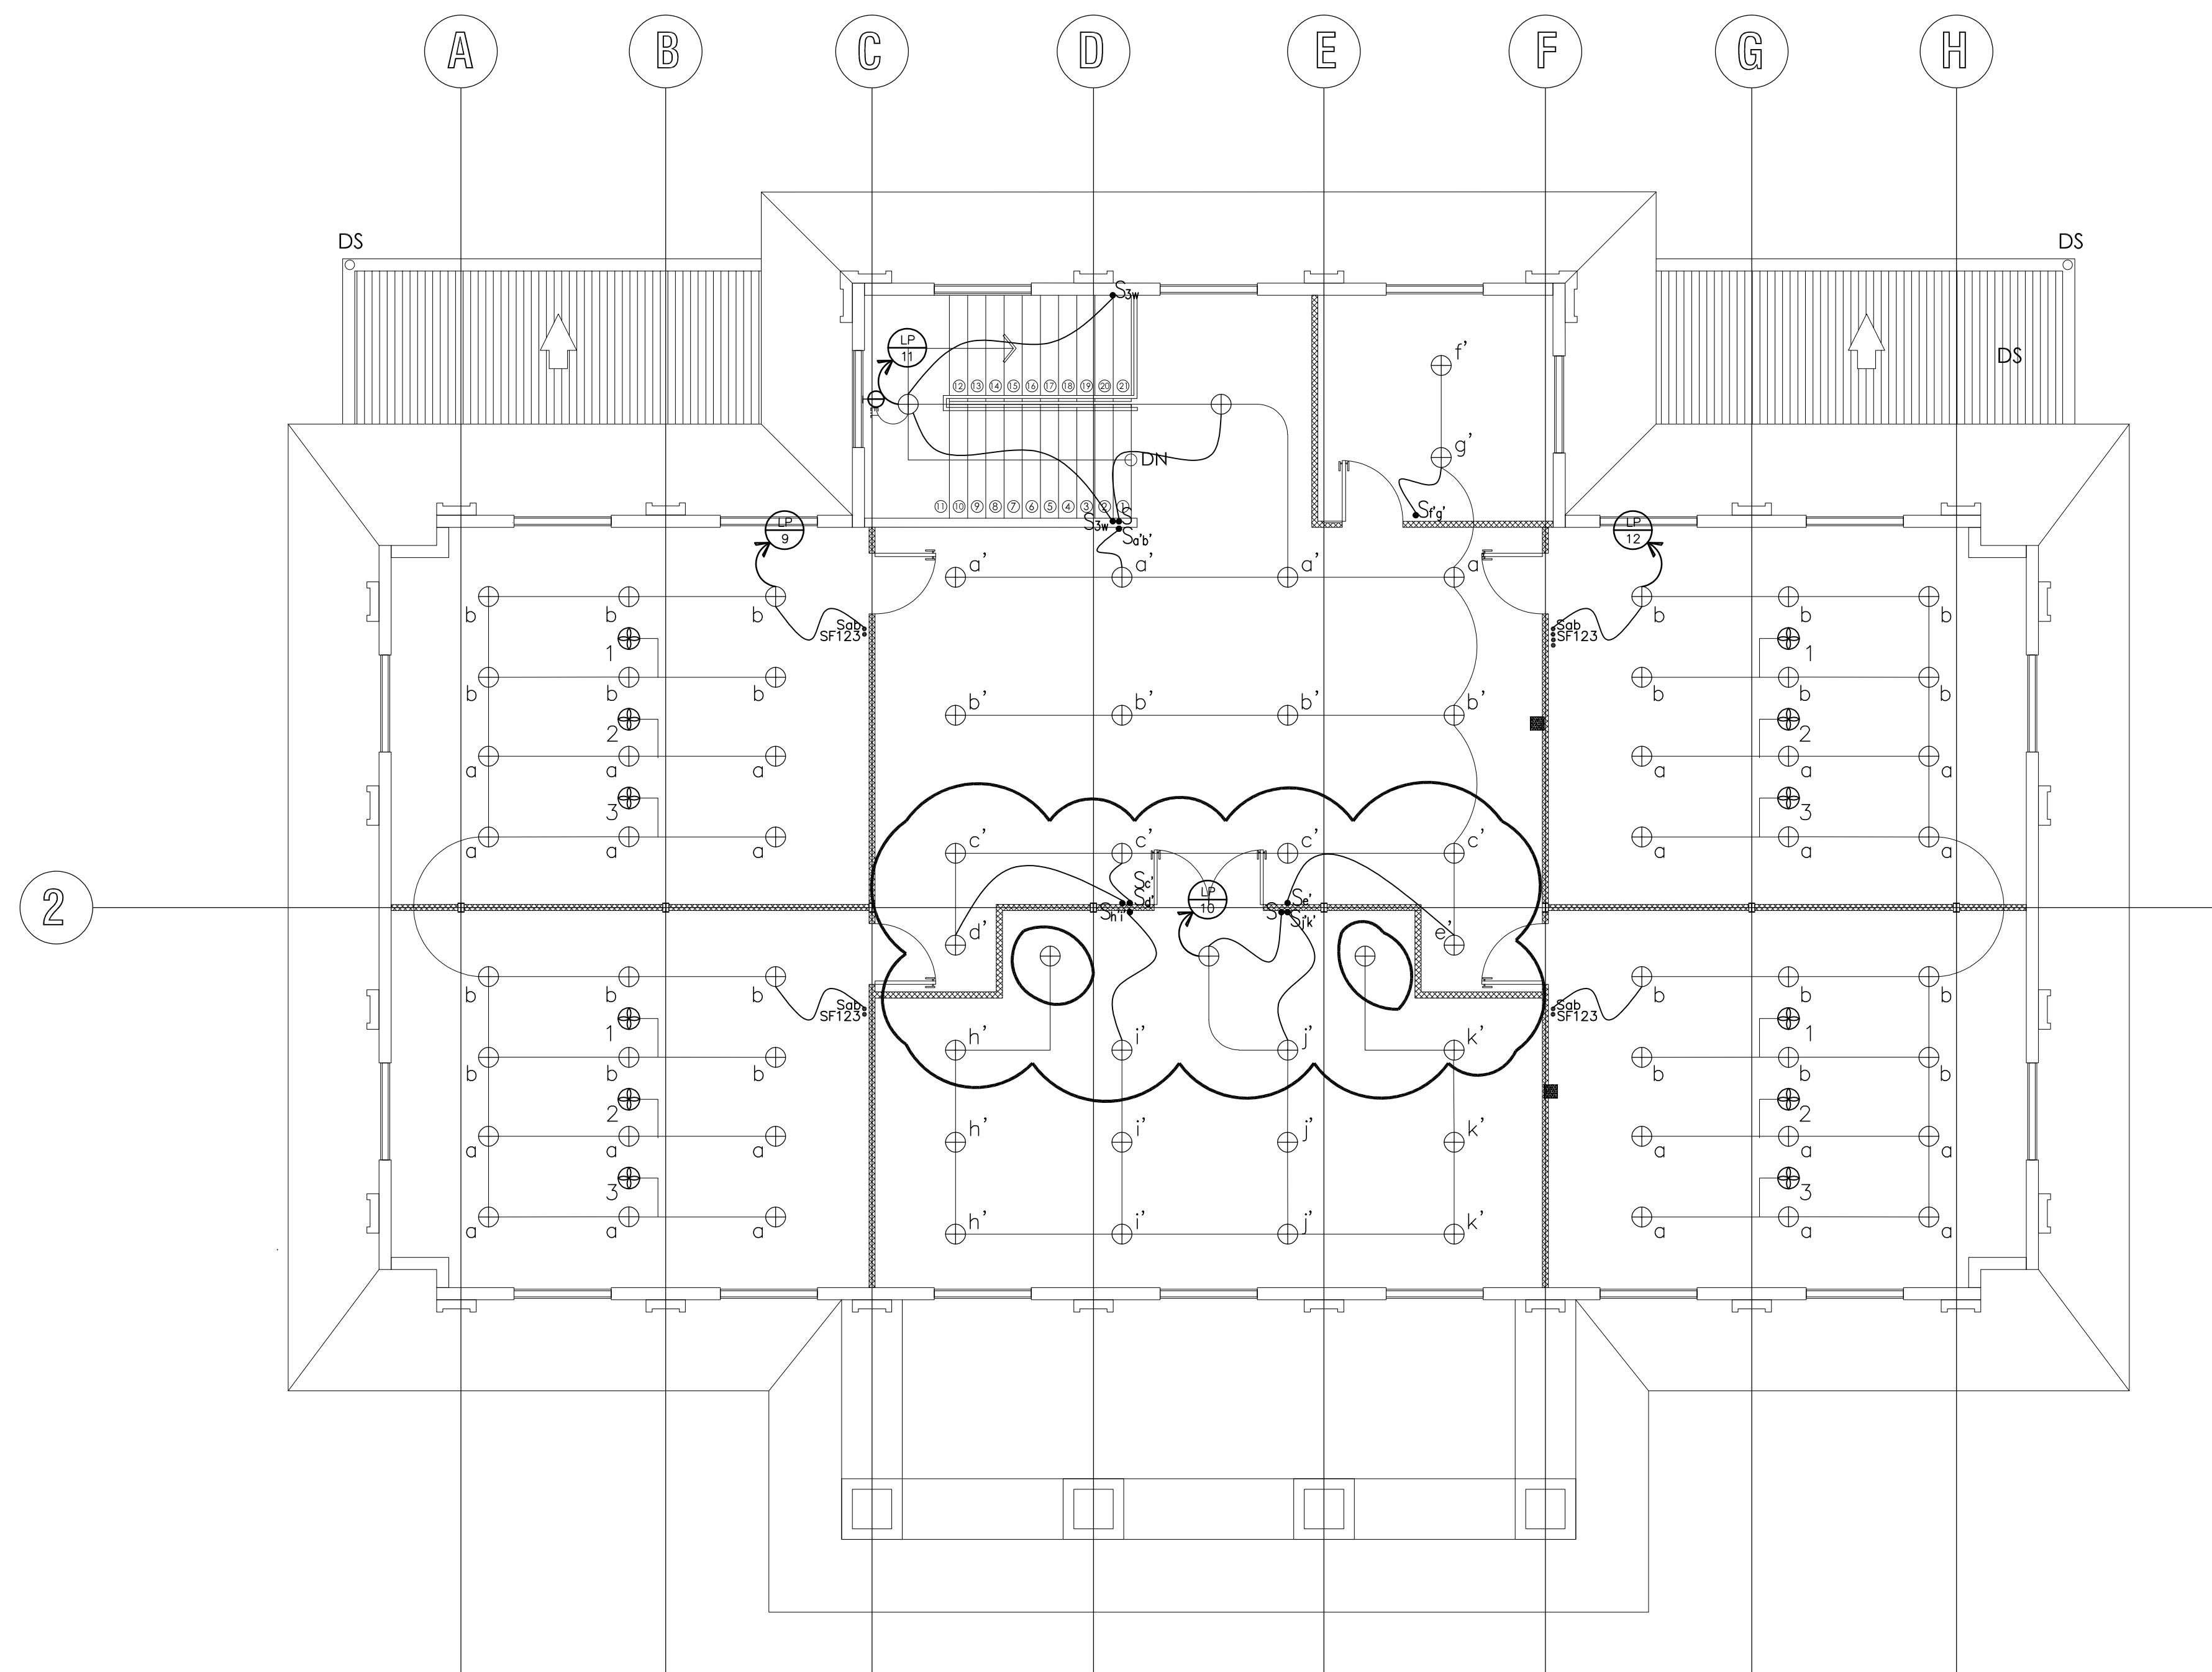 A B C D E F G H
DS DS
S3w
LP
11
DS
f'
12 13 14 15 16 17 18 19 20 21
g'
DN
11 10 9 8 7 6 5 4 3 2 1
S3w S
Sa'b'
Sf'g'
LP
9
LP
12
a' a' a' a
b b b b b b
Sab
SF123
Sab
SF123
1 1
b b b b' b' b' b' b b b
2 2
a a a a a a
3 3
a a a c' c' c' c' a a a
Sc'
Sd'
LP
10
Se'
2
Sh'i' S Sj'k'
d' e'
b b b b b b
Sab
SF123
Sab
SF123
1 h' i' j' k' 1
b b b b b b
2 2
a a a h' i' j' k' a a a
3 3
a a a h' i' j' k' a a a